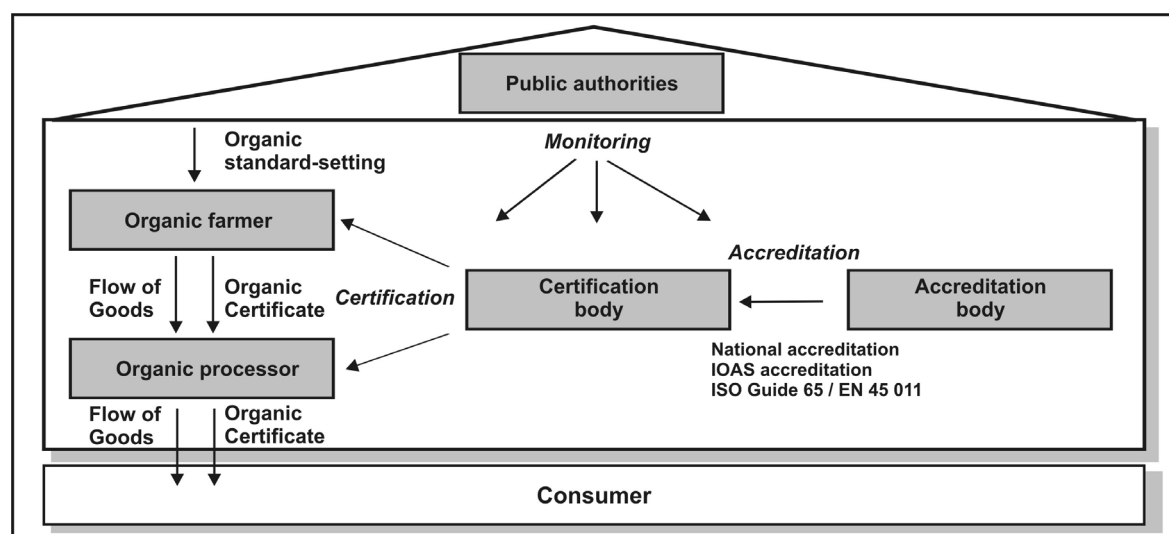 Public authorities
Organic
standard-setting
Monitoring
Organic farmer
Accreditation
Flow of
Goods
Organic
Certificate
Certification
Certification
body
Accreditation
body
National accreditation
IOAS accreditation
ISO Guide 65 / EN 45 011
Organic processor
Flow of
Goods
Organic
Certificate
Consumer